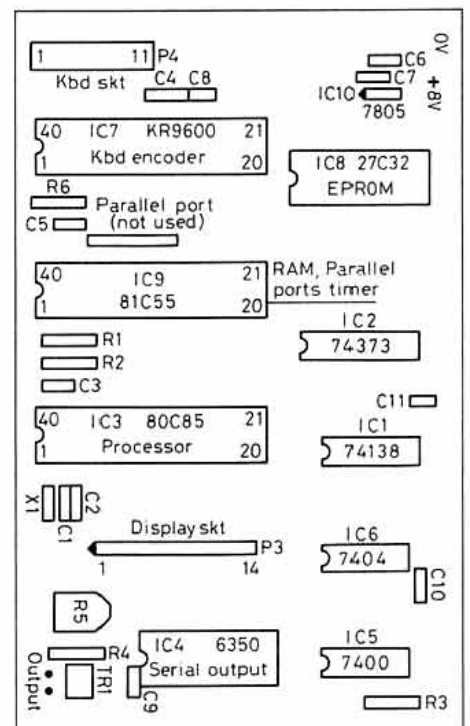 1 11 P4
Kbd skt
C4 C8
0V
C6
C7
+8V
IC10
7805
40 IC7 KR9600 21
1 Kbd encoder 20
IC8 27C32
EPROM
R6
Parallel port
(not used)
C5
40 IC9 21
1 81C55 20
RAM, Parallel
ports timer
R1
R2
C3
IC2
74373
C11
40 IC3 80C85 21
1 Processor 20
IC1
74138
X1
C1
C2
Display skt
P3
1 14
IC6
7404
C10
R5
R4
Output
TR1
C9
IC4 6350
Serial output
IC5
7400
R3